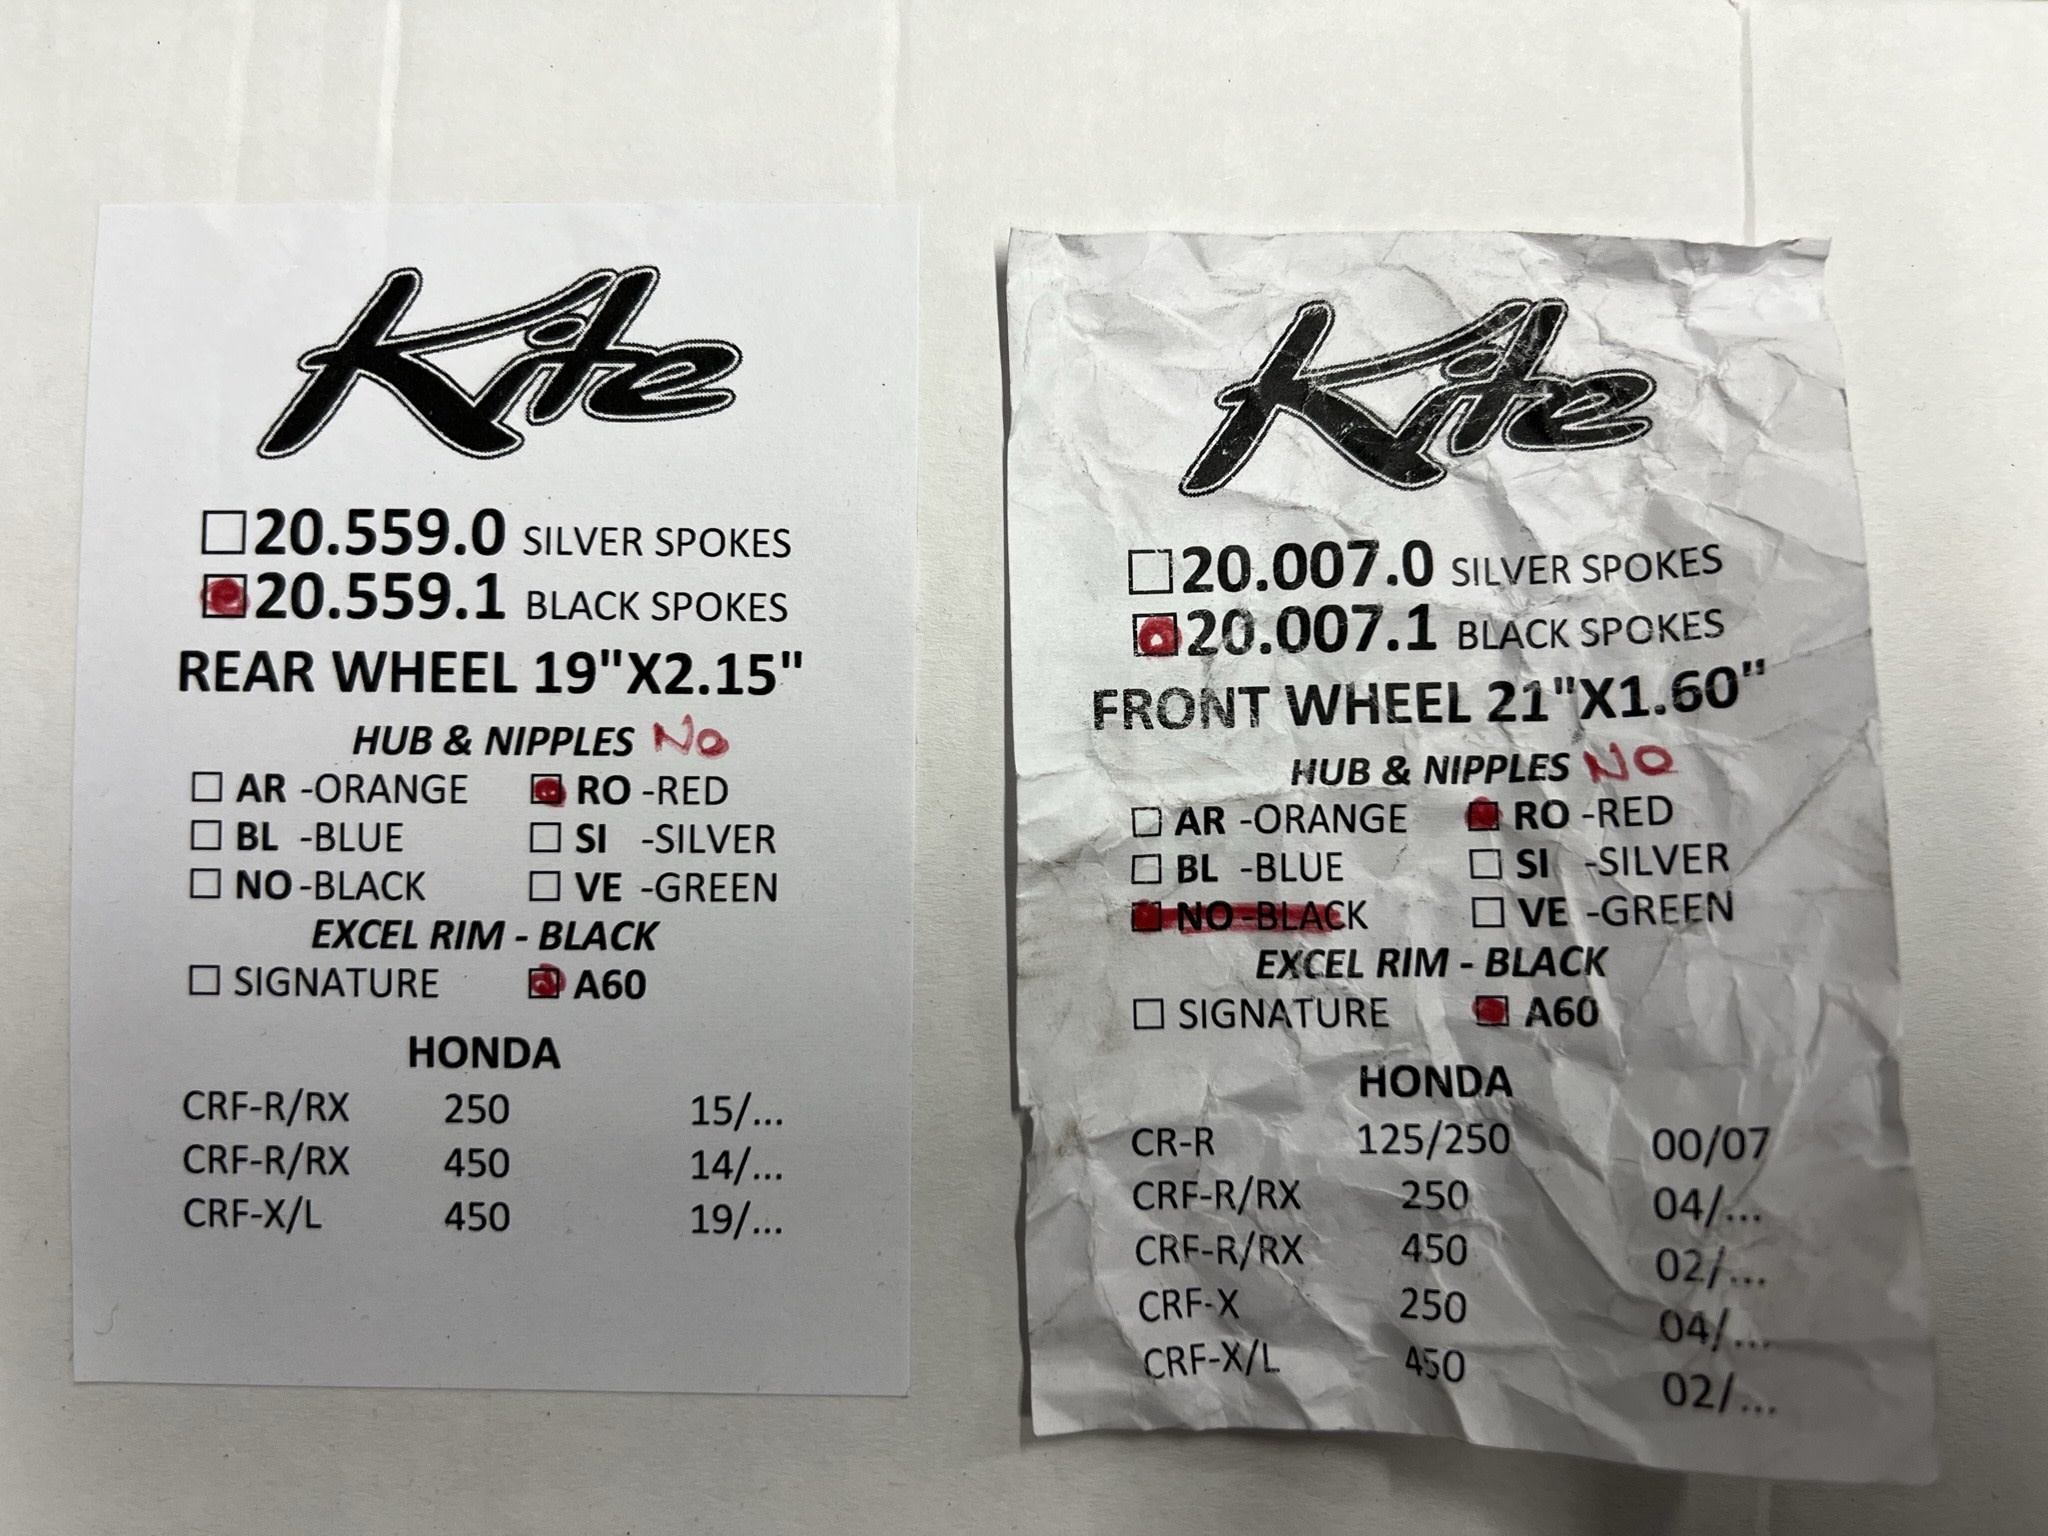 Kite
20.559.0 SILVER SPOKES
20.559.1 BLACK SPOKES
REAR WHEEL 19"X2.15"
HUB & NIPPLES No
AR -ORANGE RO -RED
BL -BLUE SI -SILVER
NO -BLACK VE -GREEN
EXCEL RIM - BLACK
SIGNATURE A60
HONDA
CRF-R/RX 250 15/...
CRF-R/RX 450 14/...
CRF-X/L 450 19/...
Kite
20.007.0 SILVER SPOKES
20.007.1 BLACK SPOKES
FRONT WHEEL 21"X1.60"
HUB & NIPPLES NO
AR -ORANGE RO -RED
BL -BLUE SI -SILVER
NO -BLACK VE -GREEN
EXCEL RIM - BLACK
SIGNATURE A60
HONDA
CR-R 125/250 00/07
CRF-R/RX 250 04/...
CRF-R/RX 450 02/...
CRF-X 250 04/...
CRF-X/L 450 02/...